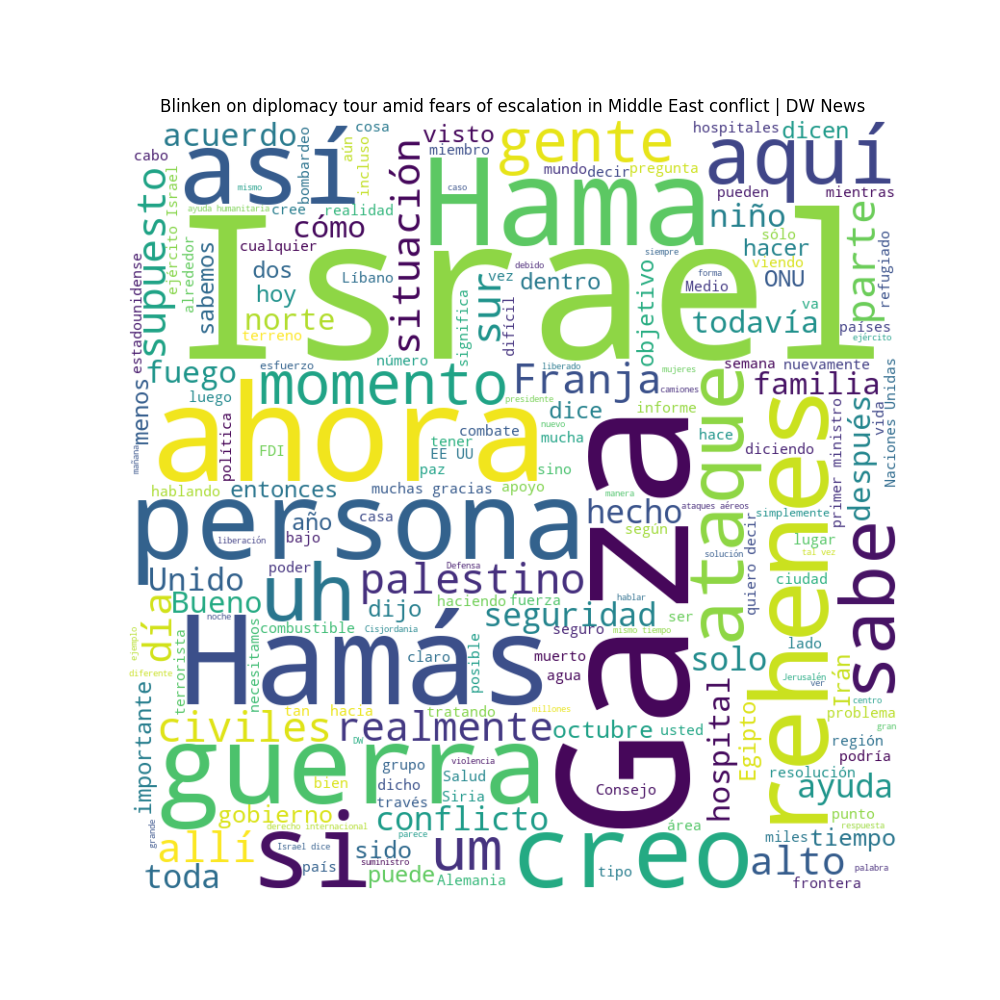 Blinken on diplomacy tour amid fears of escalation in Middle East conflict | DW News
acuerdo
cosa
visto
gente
hospitales
dicen
cabo
así
bombardeo
aún
incluso
miembro
aquí
mundo
decir
pregunta
mismo
caso
pueden
mientras
supuesto
ejército Israel
ayuda humanitaria
cree
realidad
situación
Hama
niño
parte
alrededor
cualquier
cómo
sólo
hacer
refugiado
sabemos
Israel
siempre
viendo
estadounidense
dos
Líbano
debido
vez
dentro
forma
Medio
ONU
hoy
sur
objetivo
va
norte
significa
difícil
todavía
países
terreno
ejército
fuego
esfuerzo
número
liberado
mujeres
semana
nuevamente
momento
Franja
camiones
familia
menos
luego
presidente
dice
informe
ahora
política
combate
nuevo
mucha
hace
ataque
rehenes
primer ministro
después
vida
Naciones Unidas
FDI
tener
EE UU
paz
sino
diciendo
mañana
hablando
entonces
muchas gracias
apoyo
manera
ataques aéreos
persona
año
casa
hecho
simplemente
liberación
bajo
según
lugar
solución
quiero decir
tal vez
sabe
Unido
poder
Defensa
Gaza
ciudad
Bueno
uh
palestino
hablar
día
dijo
haciendo
fuerza
seguridad
ser
noche
combustible
Cisjordania
seguro
mismo tiempo
lado
ejemplo
terrorista
Hamás
necesitamos
claro
posible
muerto
solo
diferente
agua
Jerusalén
ver
Irán
importante
hospital
Egipto
centro
civiles
tan
hacia
tratando
millones
problema
realmente
octubre
usted
gran
guerra
DW
violencia
región
podría
grupo
Salud
resolución
bien
dicho
Siria
Consejo
ayuda
través
gobierno
conflicto
punto
derecho internacional
área
respuesta
grande
parece
allí
si
Israel dice
sido
um
creo
miles
tiempo
suministro
alto
palabra
toda
país
puede
Alemania
tipo
frontera